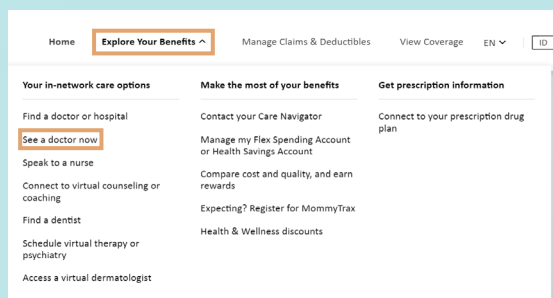 Home Explore Your Benefits Manage Claims & Deductibles View Coverage EN ID
Your in-network care options
Find a doctor or hospital
See a doctor now
Speak to a nurse
Connect to virtual counseling or
coaching
Find a dentist
Schedule virtual therapy or
psychiatry
Access a virtual dermatologist
Make the most of your benefits
Contact your Care Navigator
Manage my Flex Spending Account
or Health Savings Account
Compare cost and quality, and earn
rewards
Expecting? Register for MommyTrax
Health & Wellness discounts
Get prescription information
Connect to your prescription drug
plan